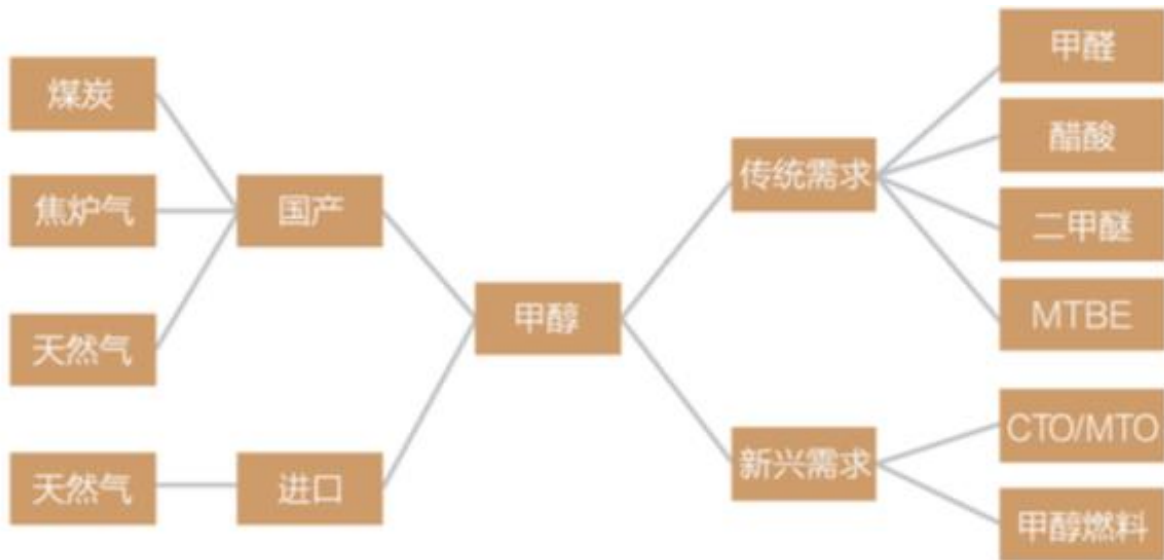 煤炭
焦炉气
天然气
天然气
国产
进口
甲醇
传统需求
新兴需求
甲醛
醋酸
二甲醚
MTBE
CTO/MTO
甲醇燃料